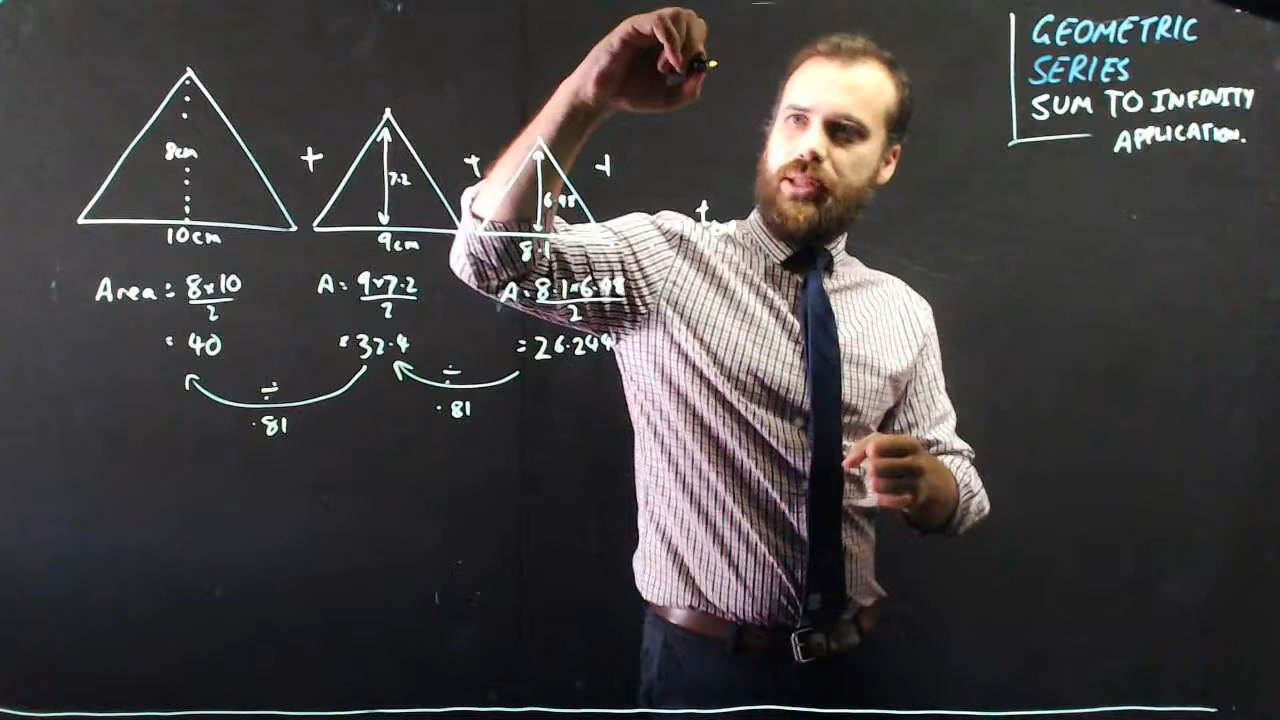 GEOMETRIC
SERIES
SUM TO INFINITY
APPLICATION.
8cm
10cm
+
7.2
9cm
+
6.48
8.1
+
Area = 8×10
2
= 40
A = 9×7.2
2
= 32.4
A = 8.1×6.48
2
= 26.244
÷
.81
÷
.81